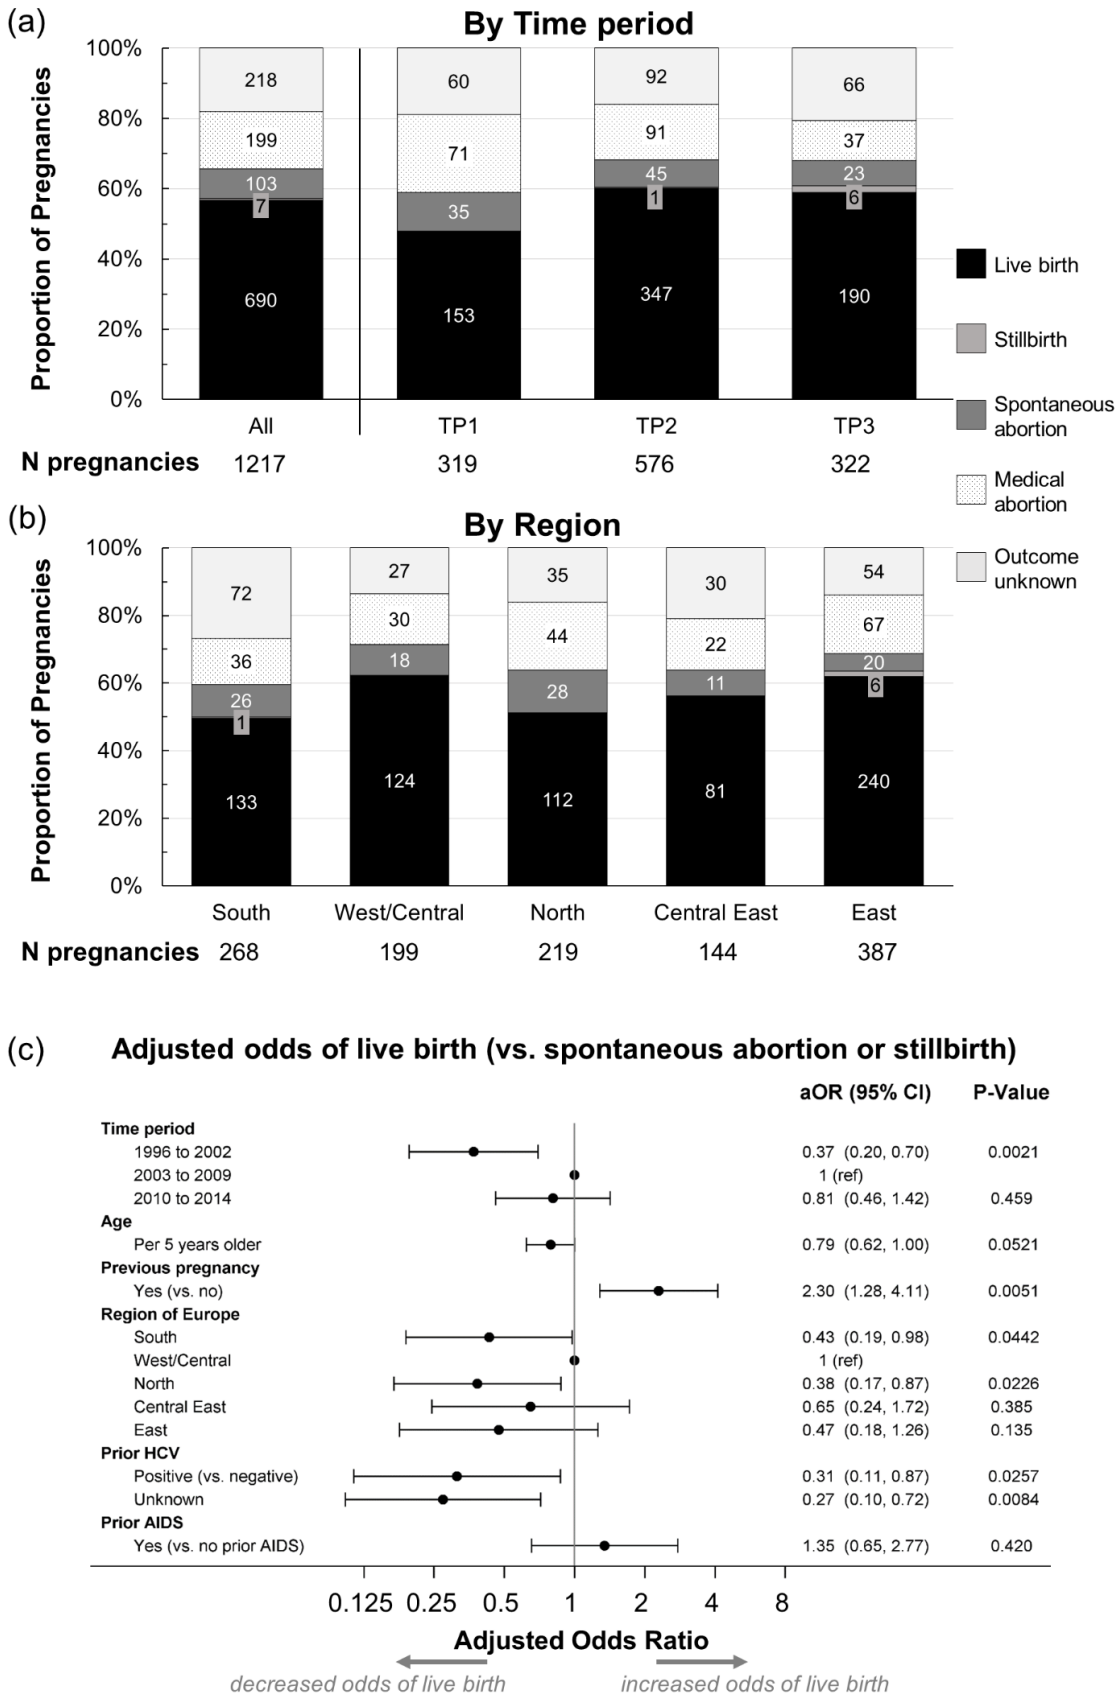 (a)
By Time period
Proportion of Pregnancies
100%
80%
60%
40%
20%
0%
218
199
103
7
690
60
71
35
153
92
91
45
1
347
66
37
23
6
190
All TP1 TP2 TP3
N pregnancies 1217 319 576 322
Live birth
Stillbirth
Spontaneous
abortion
Medical
abortion
Outcome
unknown
(b)
By Region
Proportion of Pregnancies
100%
80%
60%
40%
20%
0%
72
36
26
1
133
27
30
18
124
35
44
28
112
30
22
11
81
54
67
20
6
240
South West/Central North Central East East
N pregnancies 268 199 219 144 387
(c)
Adjusted odds of live birth (vs. spontaneous abortion or stillbirth)
aOR (95% CI) P-Value
Time period
1996 to 2002 0.37 (0.20, 0.70) 0.0021
2003 to 2009 1 (ref)
2010 to 2014 0.81 (0.46, 1.42) 0.459
Age
Per 5 years older 0.79 (0.62, 1.00) 0.0521
Previous pregnancy
Yes (vs. no) 2.30 (1.28, 4.11) 0.0051
Region of Europe
South 0.43 (0.19, 0.98) 0.0442
West/Central 1 (ref)
North 0.38 (0.17, 0.87) 0.0226
Central East 0.65 (0.24, 1.72) 0.385
East 0.47 (0.18, 1.26) 0.135
Prior HCV
Positive (vs. negative) 0.31 (0.11, 0.87) 0.0257
Unknown 0.27 (0.10, 0.72) 0.0084
Prior AIDS
Yes (vs. no prior AIDS) 1.35 (0.65, 2.77) 0.420
0.125 0.25 0.5 1 2 4 8
Adjusted Odds Ratio
decreased odds of live birth increased odds of live birth